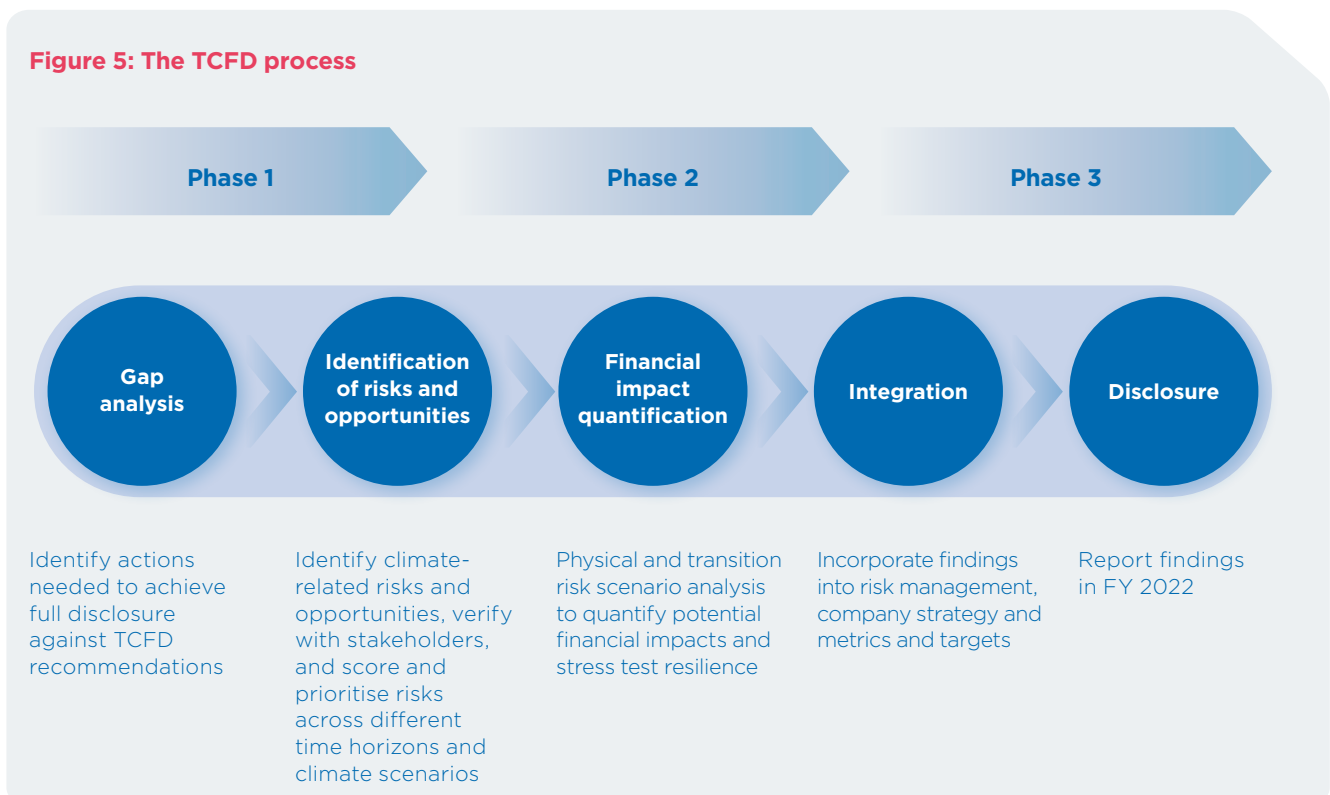 Figure 5: The TCFD process
Phase 1
Phase 2
Phase 3
Gap
analysis
Identification
of risks and
opportunities
Financial
impact
quantification
Integration
Disclosure
Identify actions
needed to achieve
full disclosure
against TCFD
recommendations
Identify climate-
related risks and
opportunities, verify
with stakeholders,
and score and
prioritise risks
across different
time horizons and
climate scenarios
Physical and transition
risk scenario analysis
to quantify potential
financial impacts and
stress test resilience
Incorporate findings
into risk management,
company strategy and
metrics and targets
Report findings
in FY 2022